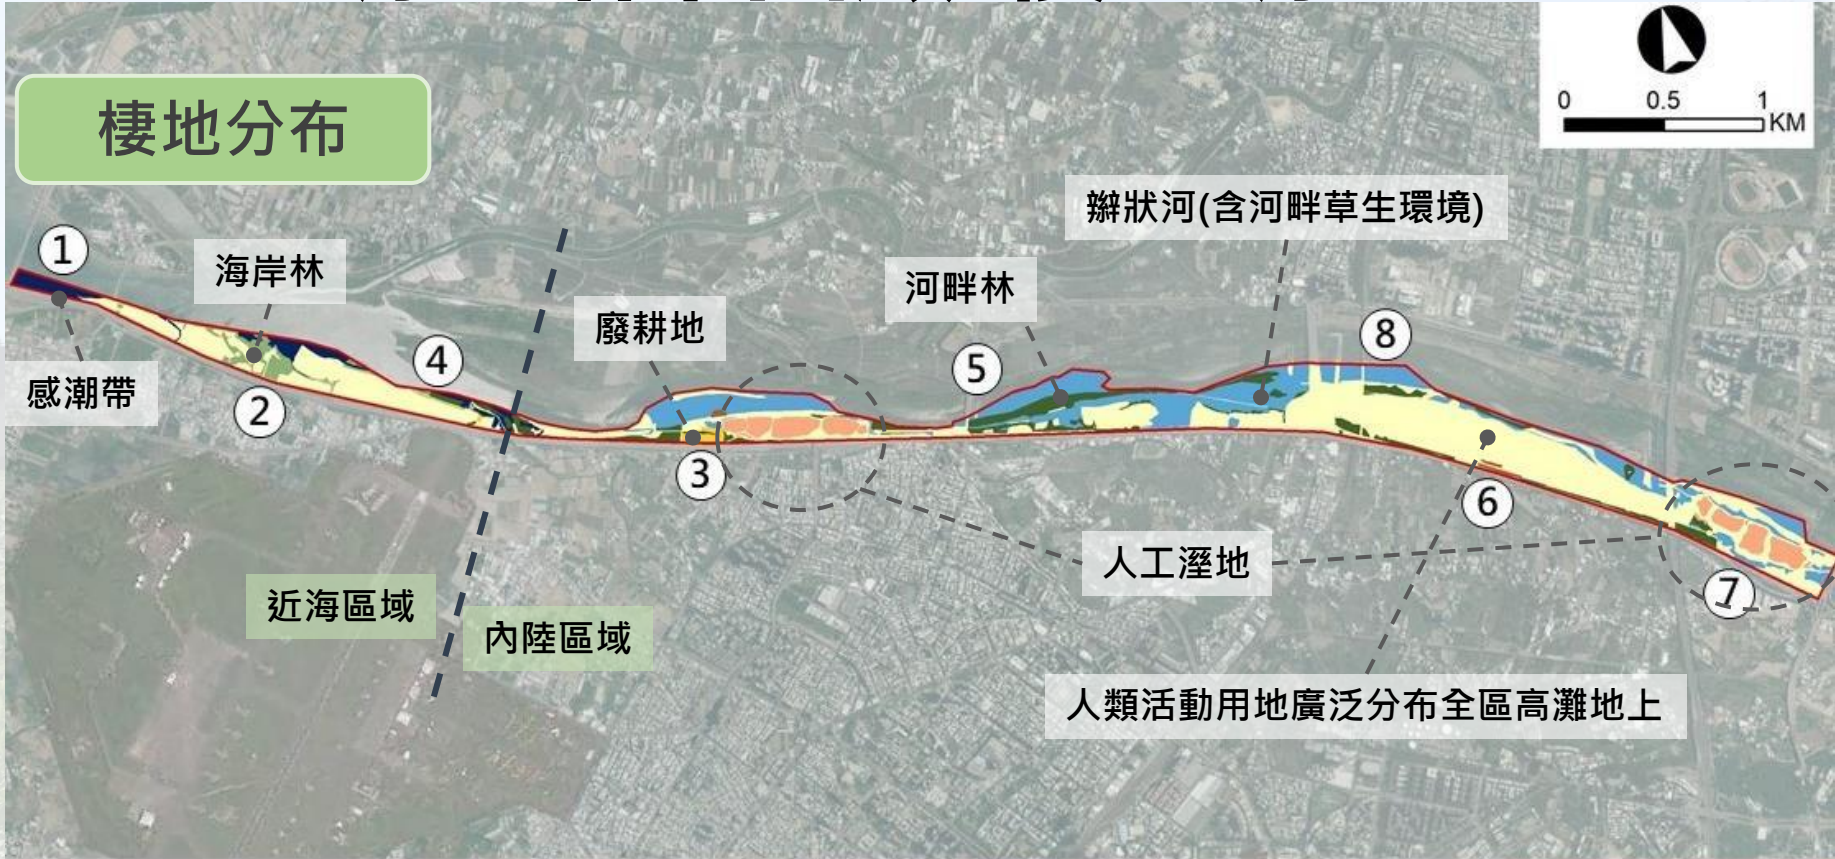 棲地分布
0 0.5 1
KM
辮狀河(含河畔草生環境)
1
海岸林
河畔林
廢耕地
8
4
5
感潮帶
2
3
6
人工溼地
近海區域
7
內陸區域
人類活動用地廣泛分布全區高灘地上